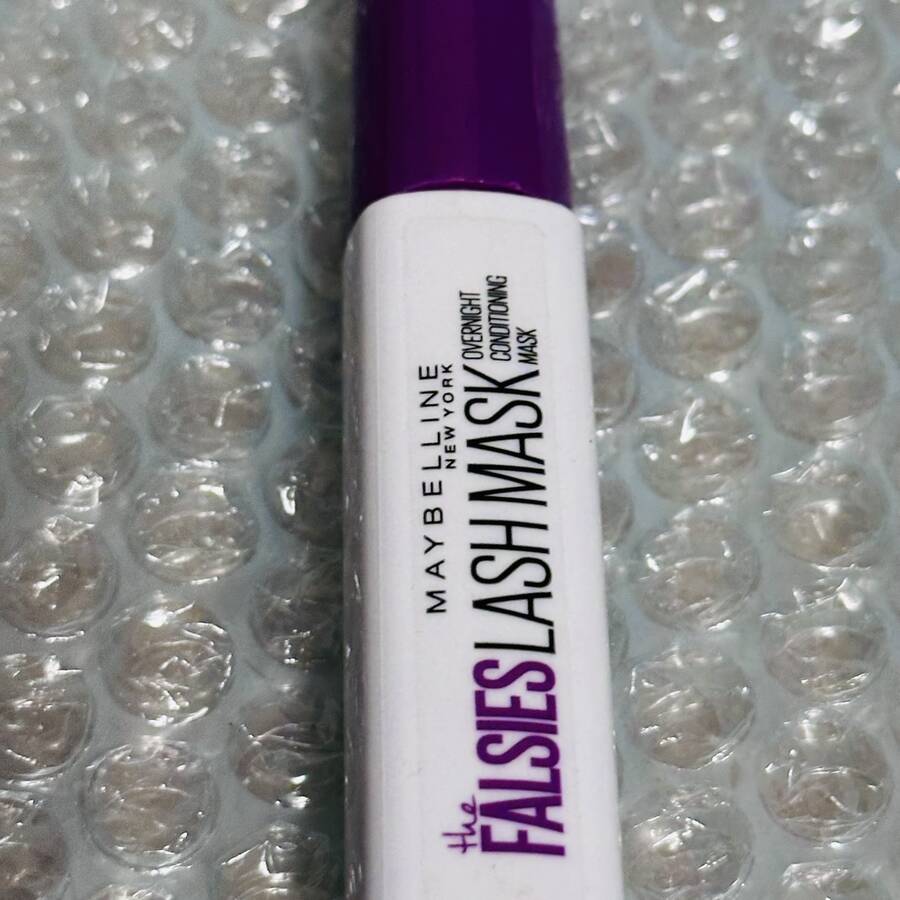 MAYBELLINE
NEW YORK
the
FALSIES LASH MASK
OVERNIGHT
CONDITIONING
MASK